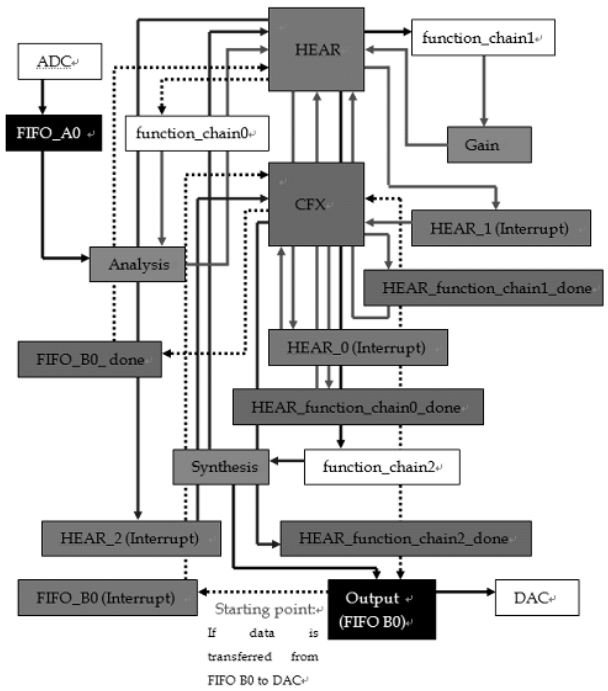 HEAR
function_chain1
ADC
FIFO_A0
function_chain0
Gain
CFX
HEAR_1 (Interrupt)
Analysis
HEAR_function_chain1_done
HEAR_0 (Interrupt)
FIFO_B0_ done
HEAR_function_chain0_done
Synthesis
function_chain2
HEAR_2 (Interrupt)
HEAR_function_chain2_done
FIFO_B0 (Interrupt)
Output
(FIFO B0)
DAC
Starting point:
If data is
transferred from
FIFO B0 to DAC